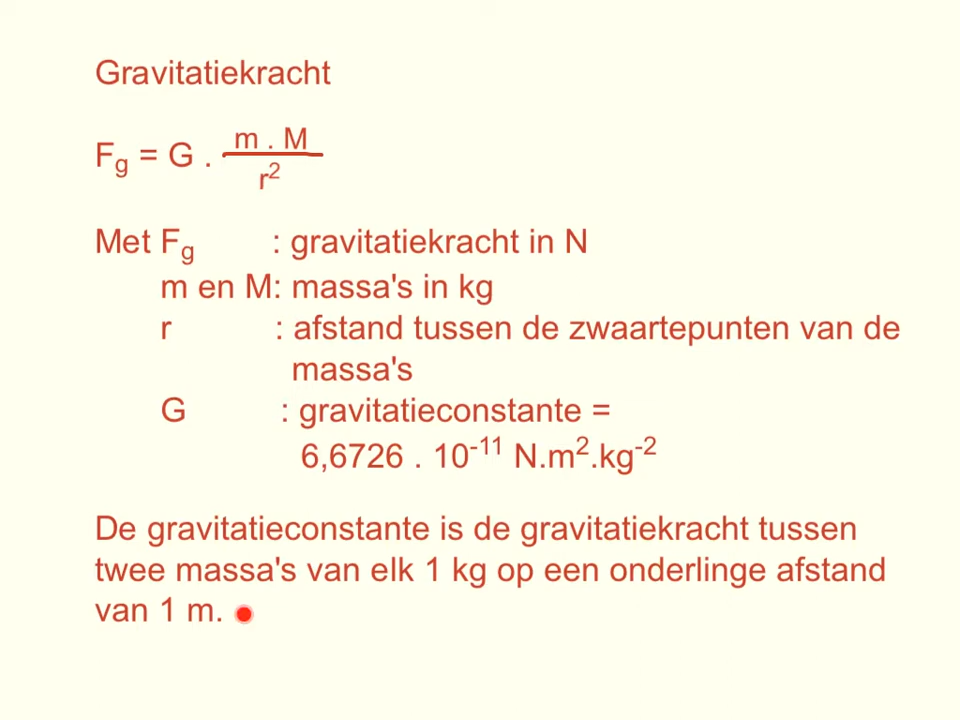 Gravitatiekracht
F_g = G . m . M / r²
Met F_g : gravitatiekracht in N
m en M: massa's in kg
r : afstand tussen de zwaartepunten van de
massa's
G : gravitatieconstante =
6,6726 . 10⁻¹¹ N.m².kg⁻²
De gravitatieconstante is de gravitatiekracht tussen
twee massa's van elk 1 kg op een onderlinge afstand
van 1 m.